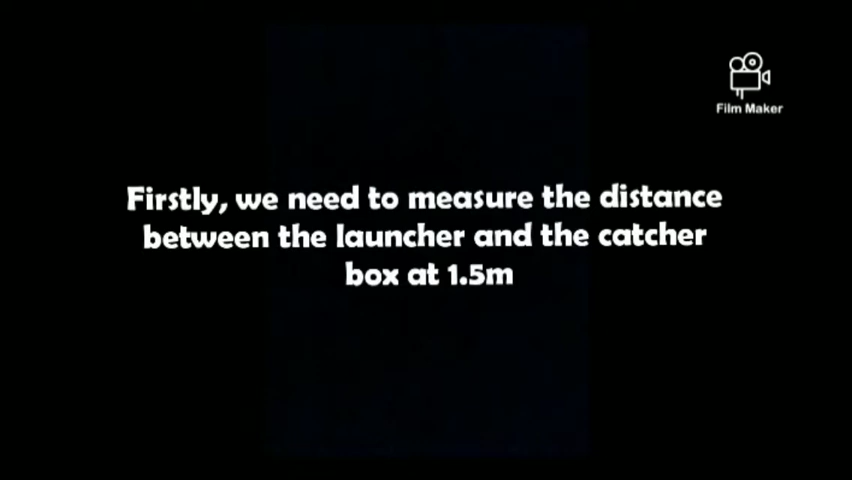 Film Maker
Firstly, we need to measure the distance
between the launcher and the catcher
box at 1.5m